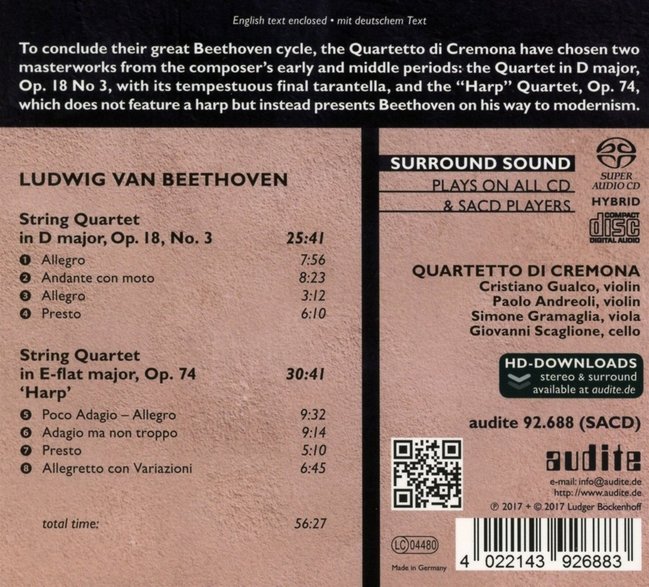 English text enclosed • mit deutschem Text
To conclude their great Beethoven cycle, the Quartetto di Cremona have chosen two
masterworks from the composer's early and middle periods: the Quartet in D major,
Op. 18 No 3, with its tempestuous final tarantella, and the "Harp" Quartet, Op. 74,
which does not feature a harp but instead presents Beethoven on his way to modernism.
LUDWIG VAN BEETHOVEN
String Quartet
in D major, Op. 18, No. 3 25:41
1 Allegro 7:56
2 Andante con moto 8:23
3 Allegro 3:12
4 Presto 6:10
String Quartet
in E-flat major, Op. 74 30:41
'Harp'
5 Poco Adagio – Allegro 9:32
6 Adagio ma non troppo 9:14
7 Presto 5:10
8 Allegretto con Variazioni 6:45
total time: 56:27
SURROUND SOUND
PLAYS ON ALL CD
& SACD PLAYERS
SUPER
AUDIO CD
HYBRID
COMPACT
disc
DIGITAL AUDIO
QUARTETTO DI CREMONA
Cristiano Gualco, violin
Paolo Andreoli, violin
Simone Gramaglia, viola
Giovanni Scaglione, cello
HD-DOWNLOADS
stereo & surround
available at audite.de
audite 92.688 (SACD)
audite
e-mail: info@audite.de
http://www.audite.de
℗ 2017 + © 2017 Ludger Böckenhoff
LC 04480
Made in Germany
4 022143 926883